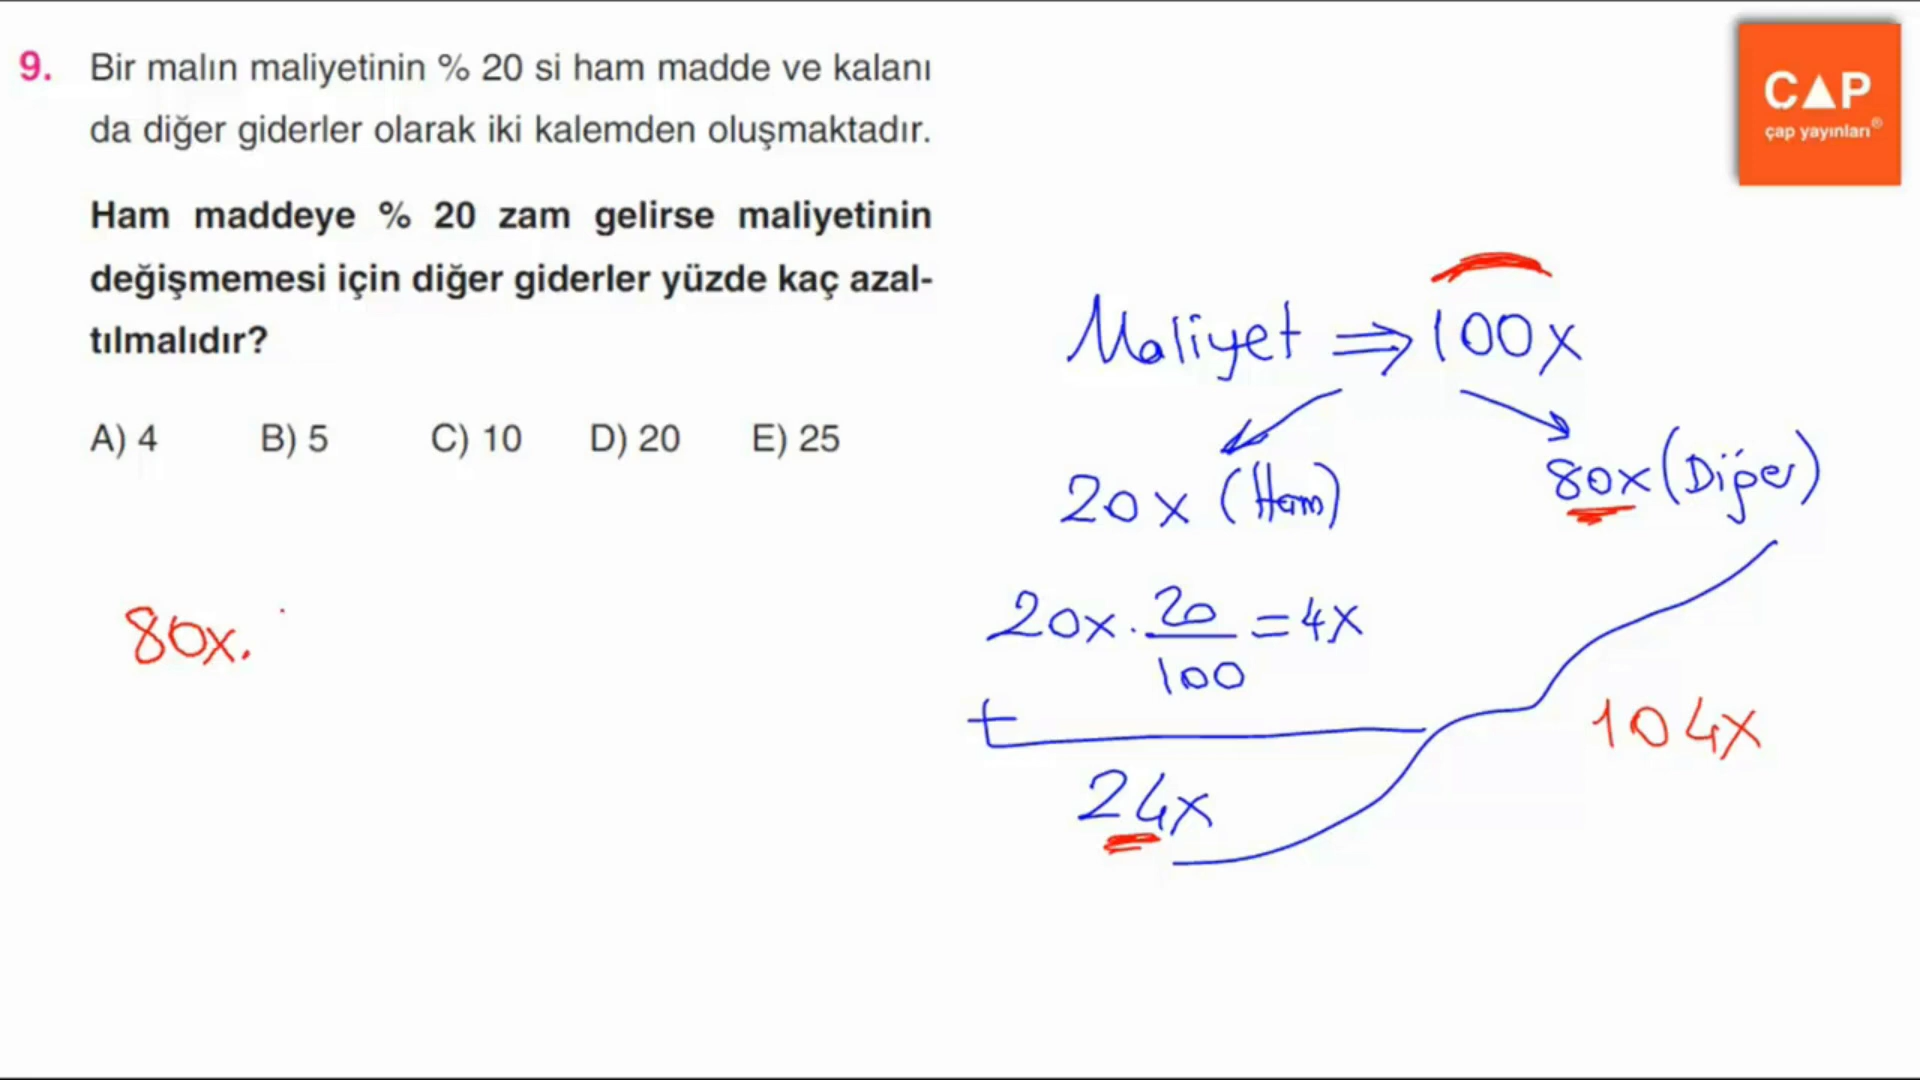 9. Bir malın maliyetinin % 20 si ham madde ve kalanı
da diğer giderler olarak iki kalemden oluşmaktadır.
Ham maddeye % 20 zam gelirse maliyetinin
değişmemesi için diğer giderler yüzde kaç azal-
tılmalıdır?
A) 4 B) 5 C) 10 D) 20 E) 25
80x.
CAP
çap yayınları®
Maliyet ⇒ 100x
20x (Ham) 80x (Diğer)
20x · 20/100 = 4x
+
24x
104x